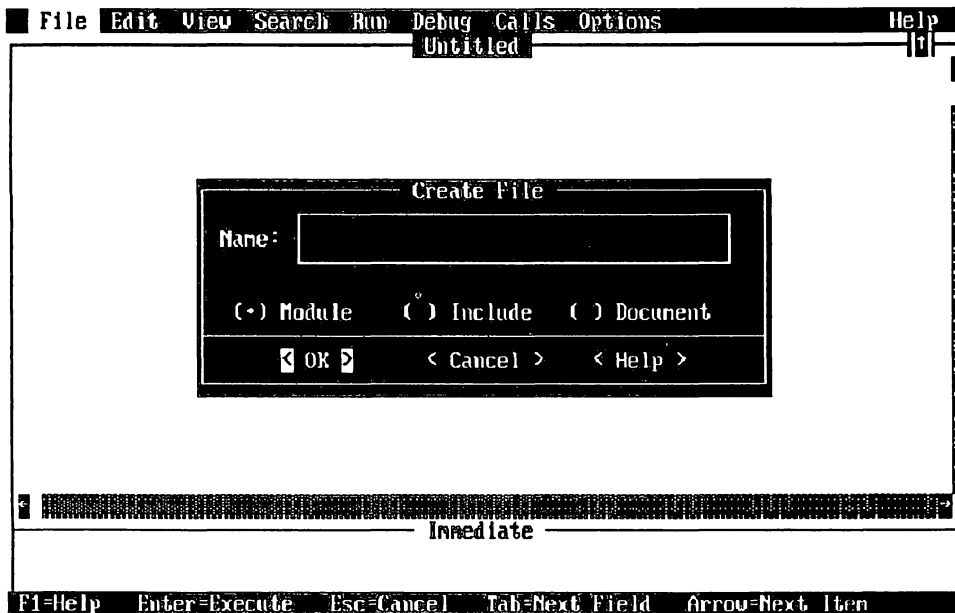 File Edit View Search Run Debug Calls Options Help
Untitled
Create File
Name:
(•) Module ( ) Include ( ) Document
< OK > < Cancel > < Help >
Immediate
F1=Help Enter=Execute Esc=Cancel Tab=Next Field Arrow=Next Item